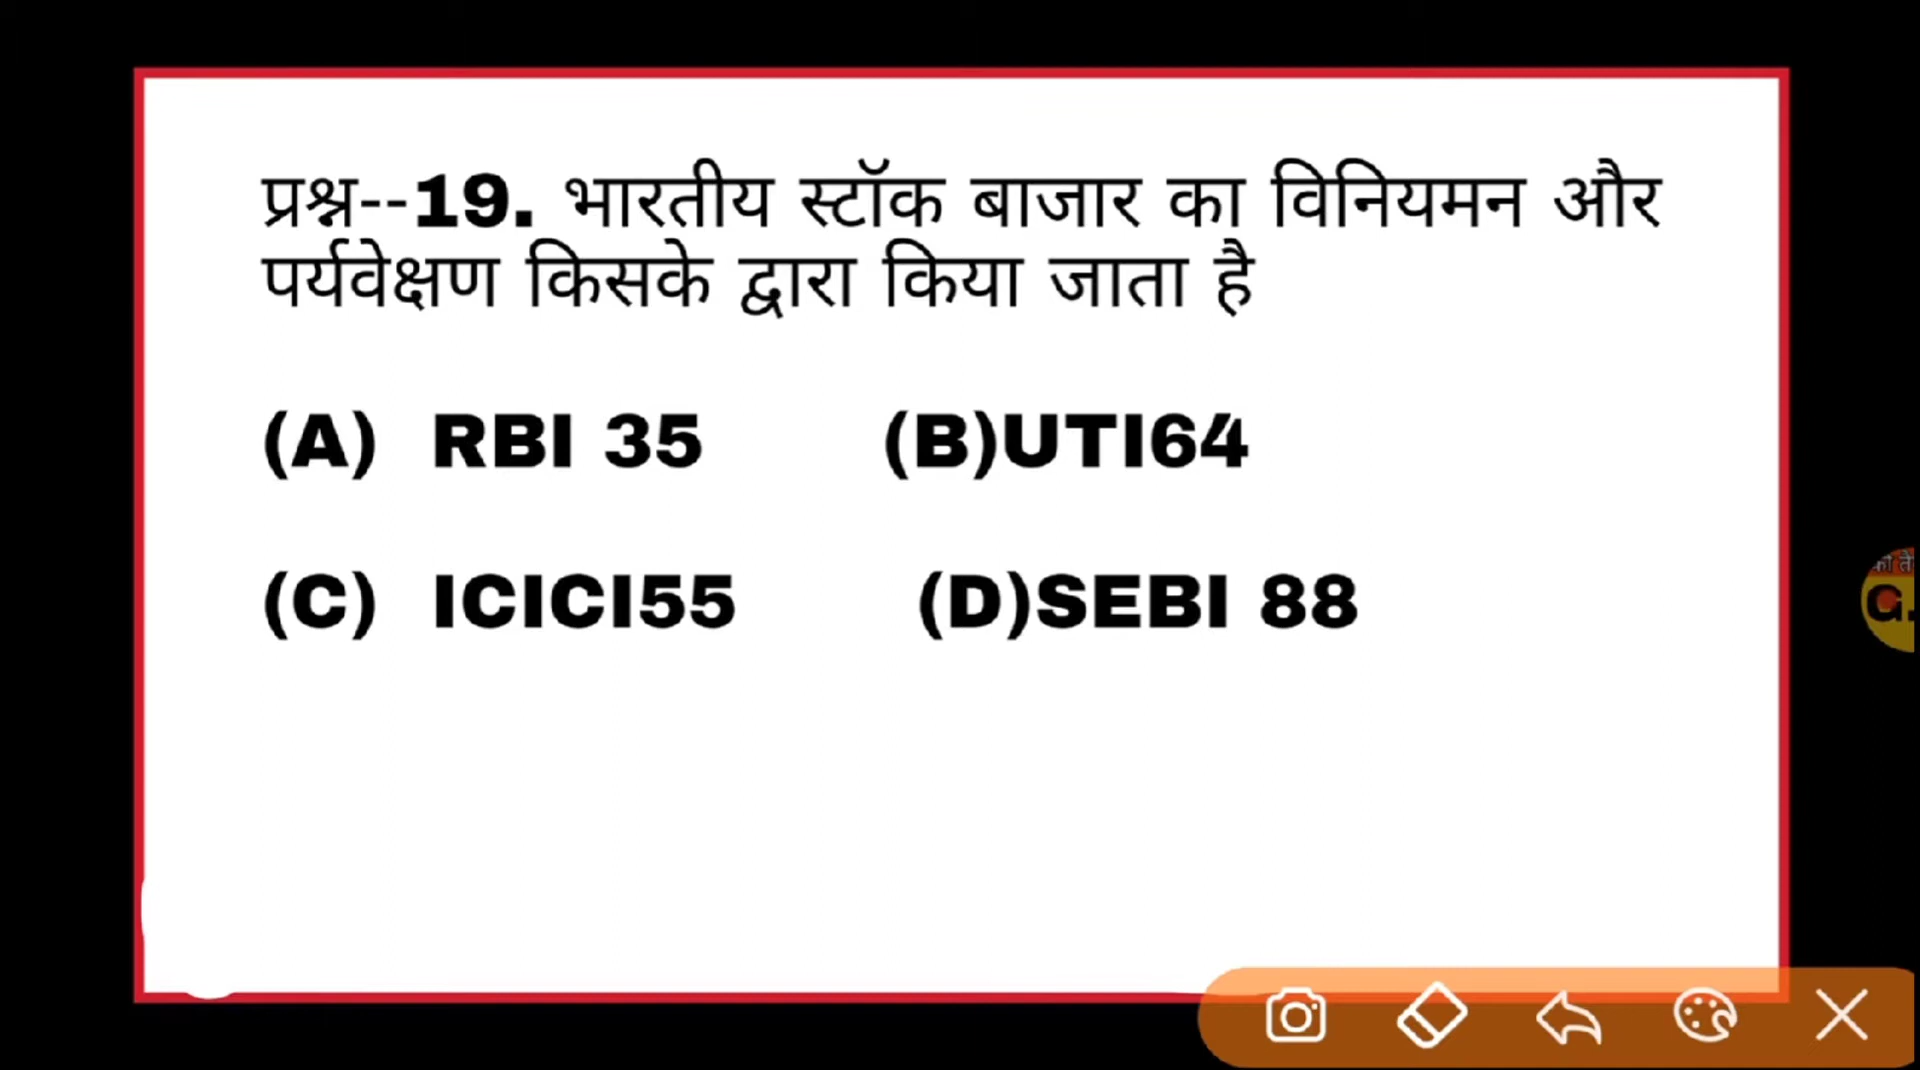 प्रश्न--19. भारतीय स्टॉक बाजार का विनियमन और
पर्यवेक्षण किसके द्वारा किया जाता है
(A) RBI 35 (B)UTI64
(C) ICICI55 (D)SEBI 88